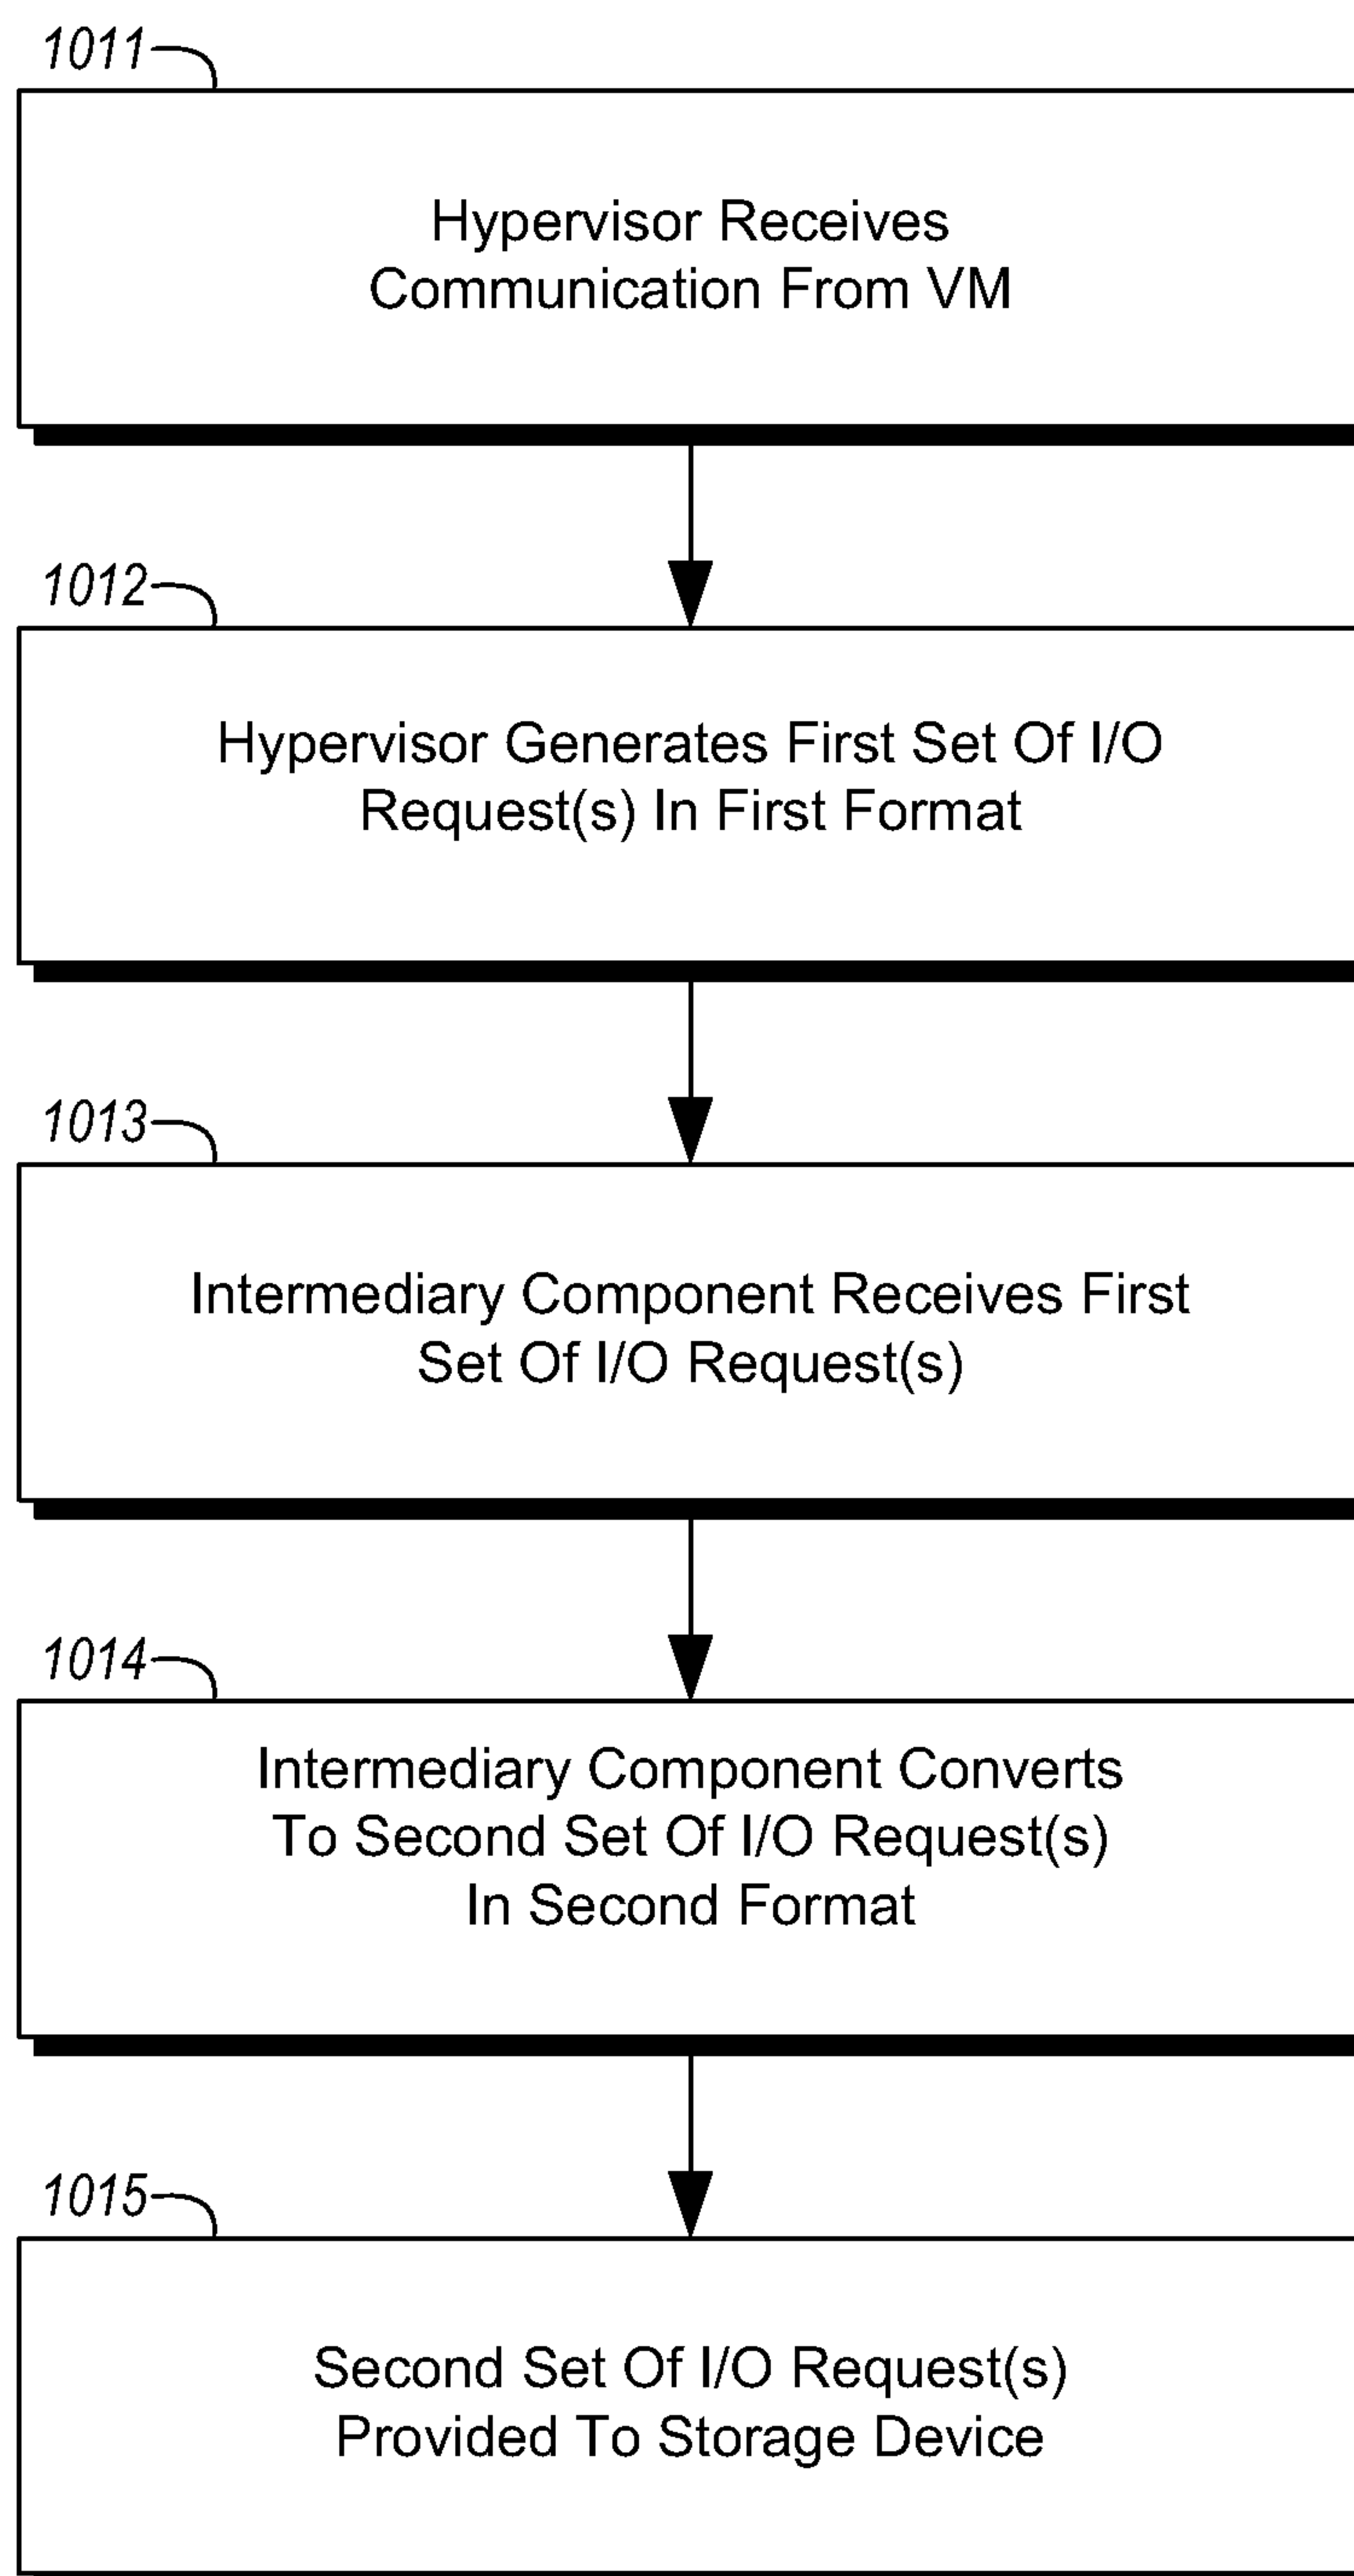 1011
Hypervisor Receives
Communication From VM
1012
Hypervisor Generates First Set Of I/O
Request(s) In First Format
1013
Intermediary Component Receives First
Set Of I/O Request(s)
1014
Intermediary Component Converts
To Second Set Of I/O Request(s)
In Second Format
1015
Second Set Of I/O Request(s)
Provided To Storage Device